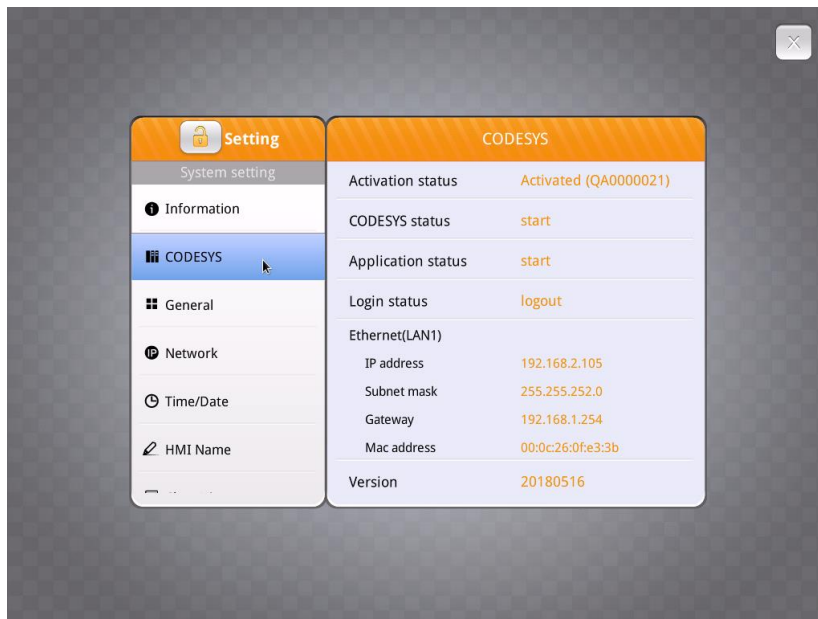 Setting
System setting
Information
CODESYS
General
Network
Time/Date
HMI Name
CODESYS
Activation status Activated (QA0000021)
CODESYS status start
Application status start
Login status logout
Ethernet(LAN1)
IP address 192.168.2.105
Subnet mask 255.255.252.0
Gateway 192.168.1.254
Mac address 00:0c:26:0f:e3:3b
Version 20180516